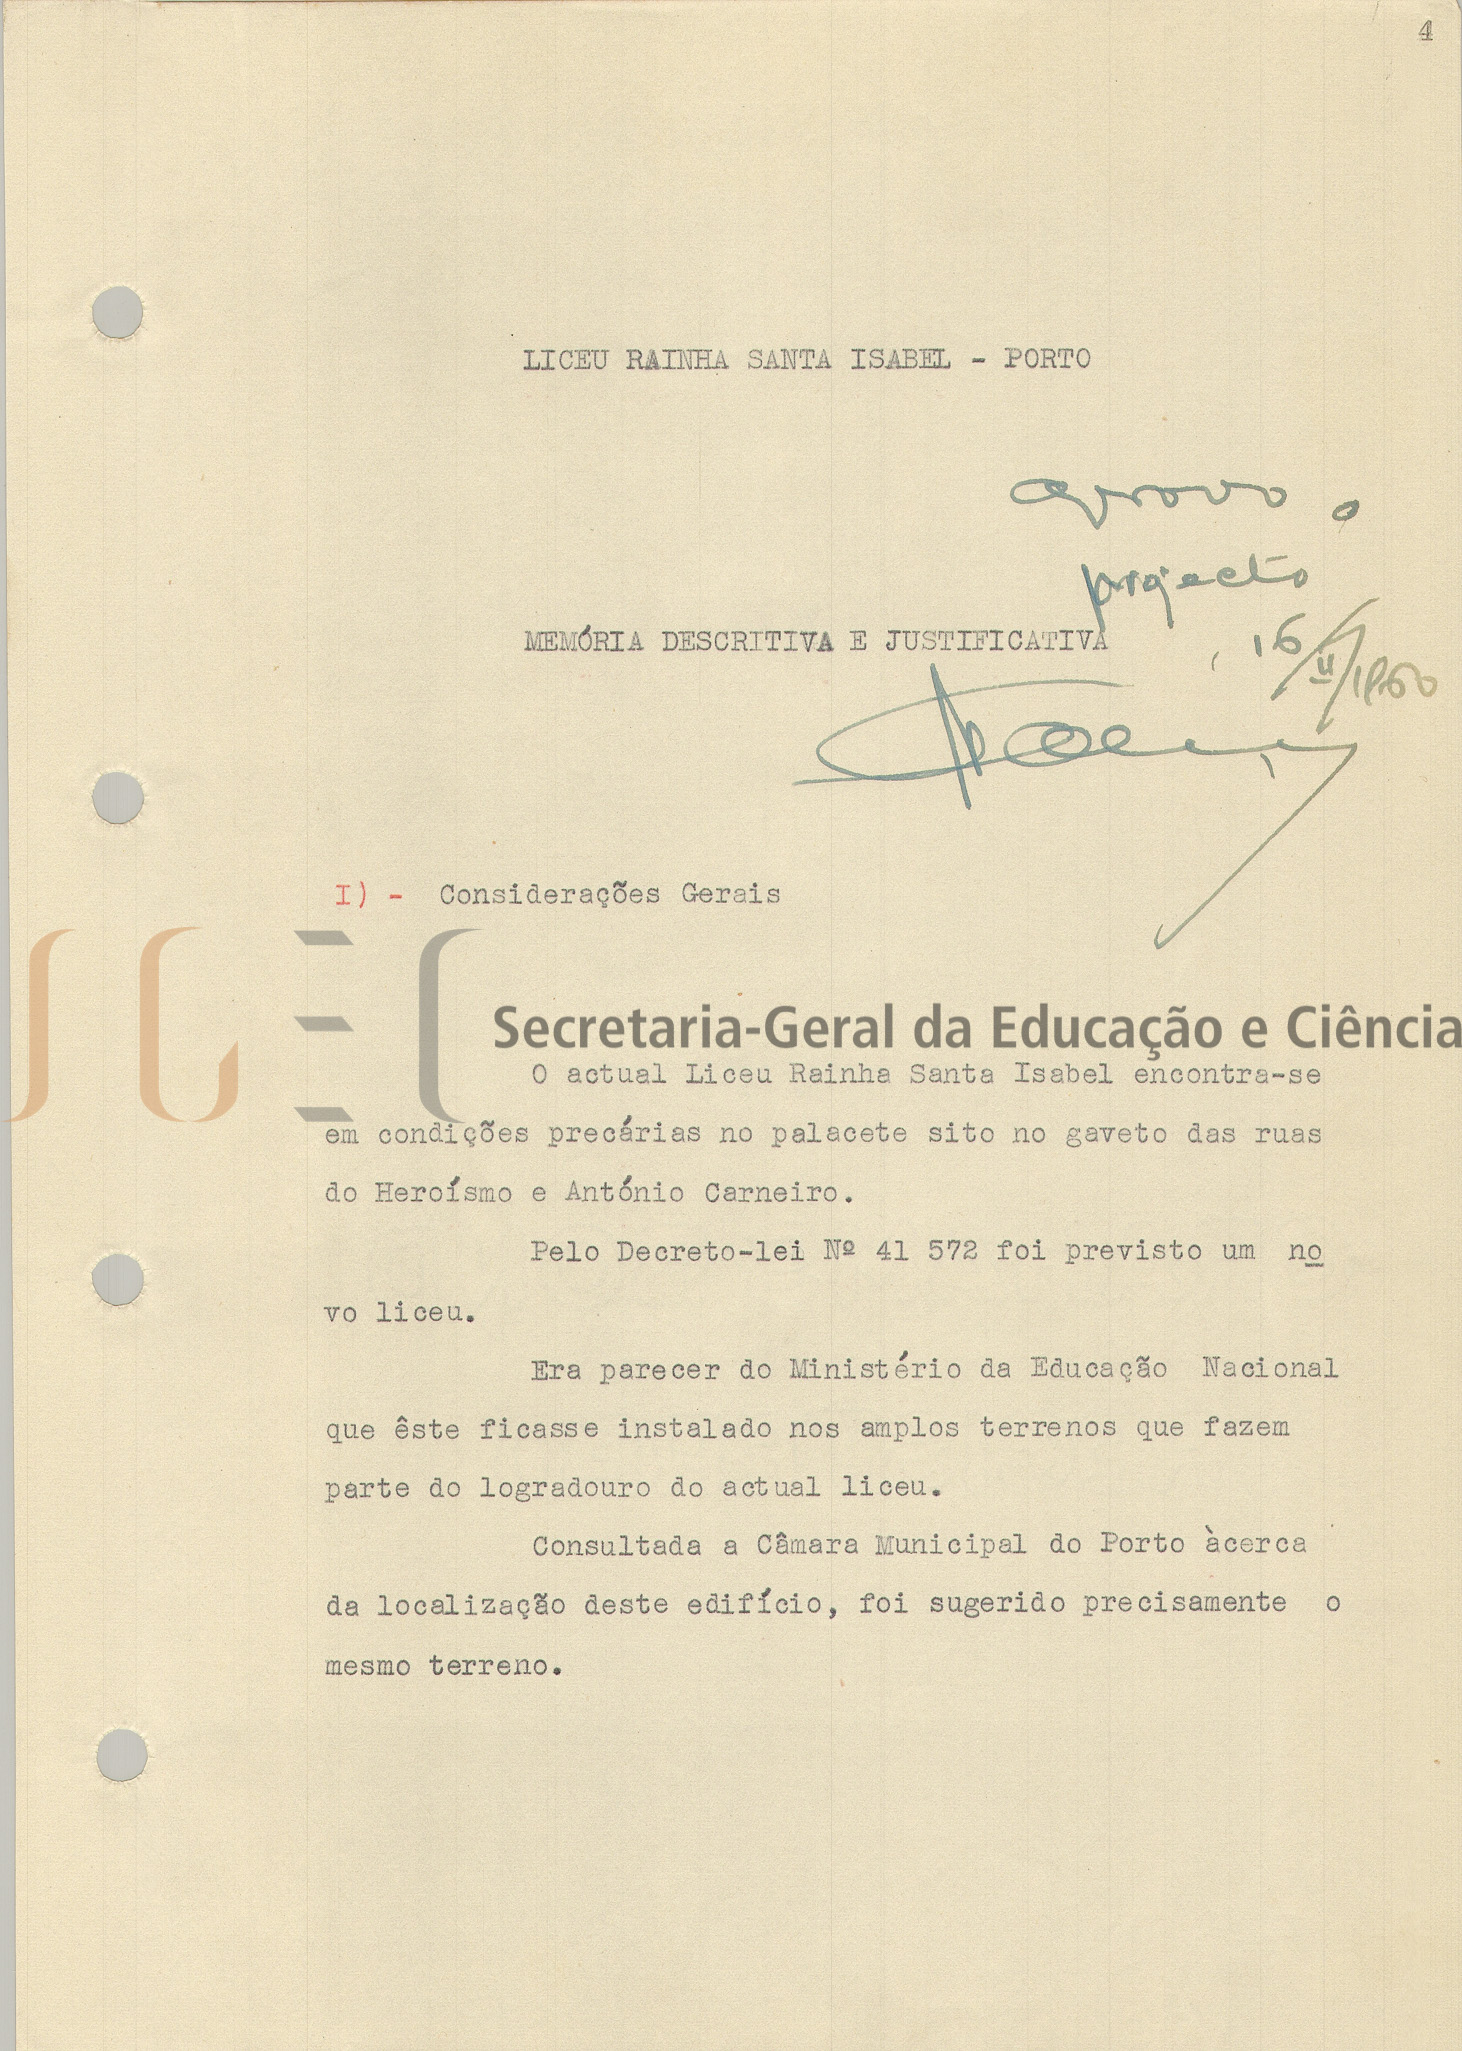 4
LICEU RAINHA SANTA ISABEL - PORTO
aprovo o
projecto
MEMÓRIA DESCRITIVA E JUSTIFICATIVA
16/II/1960
I) - Considerações Gerais
SGEC
Secretaria-Geral da Educação e Ciência
O actual Liceu Rainha Santa Isabel encontra-se
em condições precárias no palacete sito no gaveto das ruas
do Heroísmo e António Carneiro.
Pelo Decreto-lei Nº 41 572 foi previsto um no
vo liceu.
Era parecer do Ministério da Educação Nacional
que êste ficasse instalado nos amplos terrenos que fazem
parte do logradouro do actual liceu.
Consultada a Câmara Municipal do Porto àcerca
da localização deste edifício, foi sugerido precisamente o
mesmo terreno.